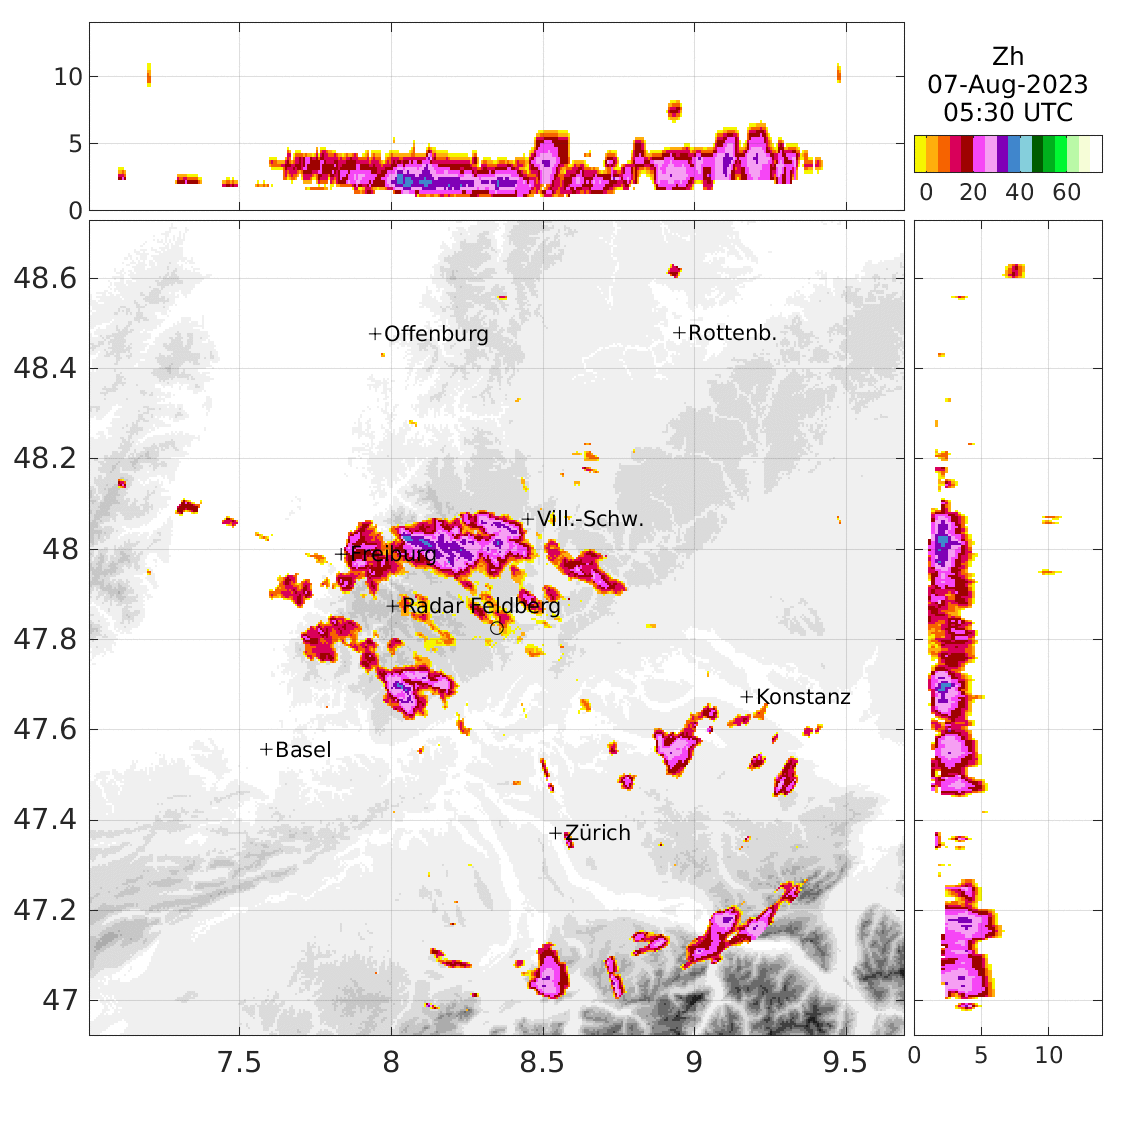 10
5
0
Zh
07-Aug-2023
05:30 UTC
0 20 40 60
48.6
48.4
48.2
48
47.8
47.6
47.4
47.2
47
+Offenburg
+Rottenb.
+Vill.-Schw.
+Freiburg
+Radar Feldberg
+Konstanz
+Basel
+Zürich
7.5 8 8.5 9 9.5
0 5 10